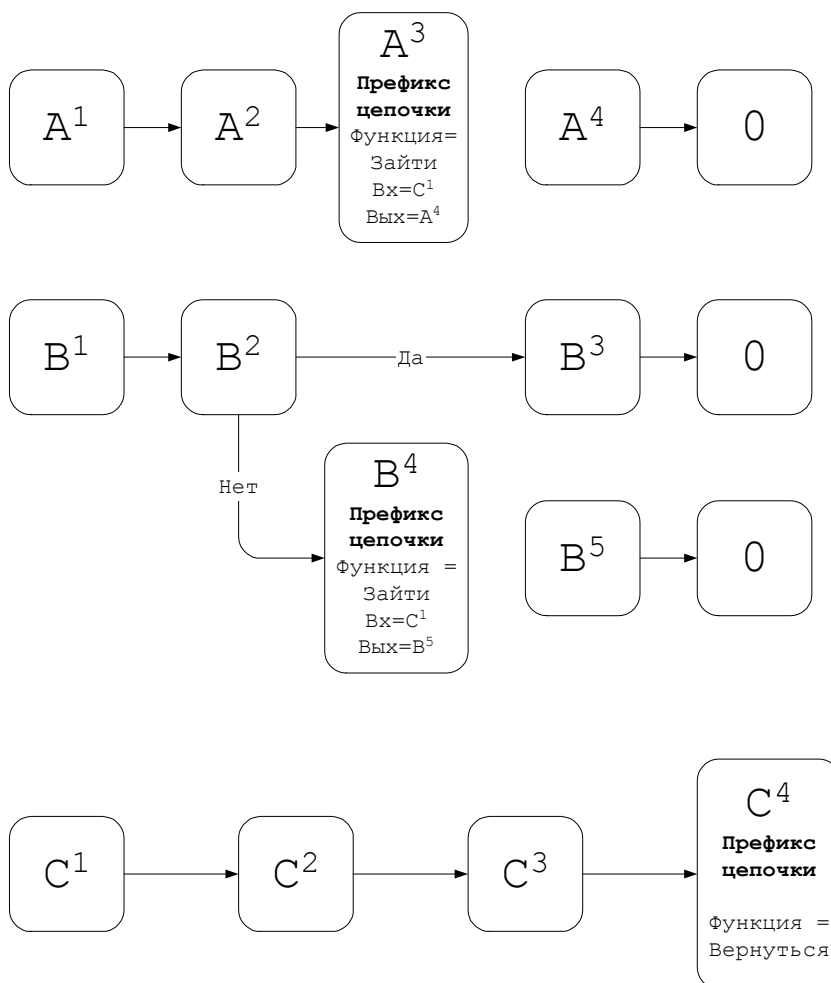 A³
Префикс
цепочки
Функция=
Зайти
Вх=C¹
Вых=A⁴
A¹
A²
A⁴
0
B¹
B²
Да
B³
0
Нет
B⁴
Префикс
цепочки
Функция =
Зайти
Вх=C¹
Вых=B⁵
B⁵
0
C¹
C²
C³
C⁴
Префикс
цепочки
Функция =
Вернуться